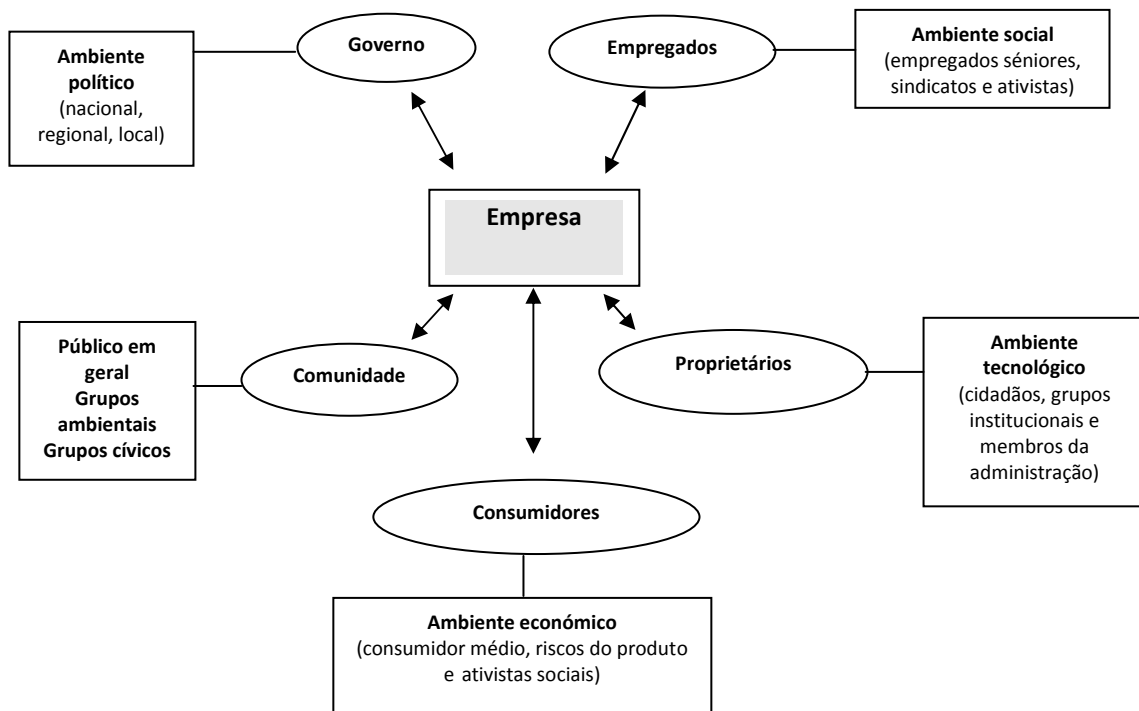 Governo
Empregados
Ambiente
político
(nacional,
regional, local)
Ambiente social
(empregados séniores,
sindicatos e ativistas)
Empresa
Público em
geral
Grupos
ambientais
Grupos cívicos
Comunidade
Proprietários
Ambiente
tecnológico
(cidadãos, grupos
institucionais e
membros da
administração)
Consumidores
Ambiente económico
(consumidor médio, riscos do produto
e ativistas sociais)